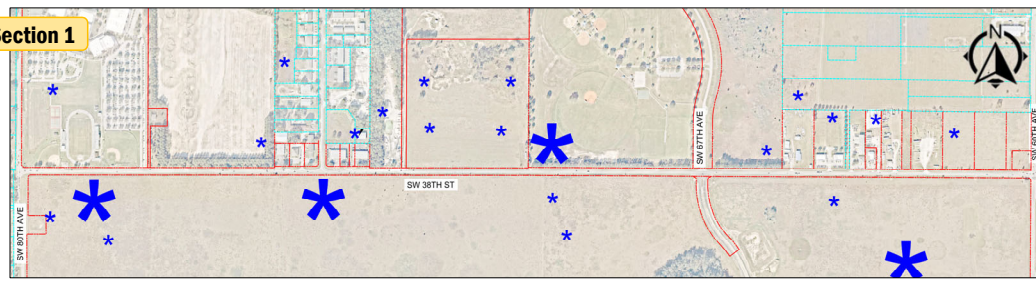 Section 1
N
SW 67TH AVE
SW 60TH AVE
SW 38TH ST
SW 80TH AVE